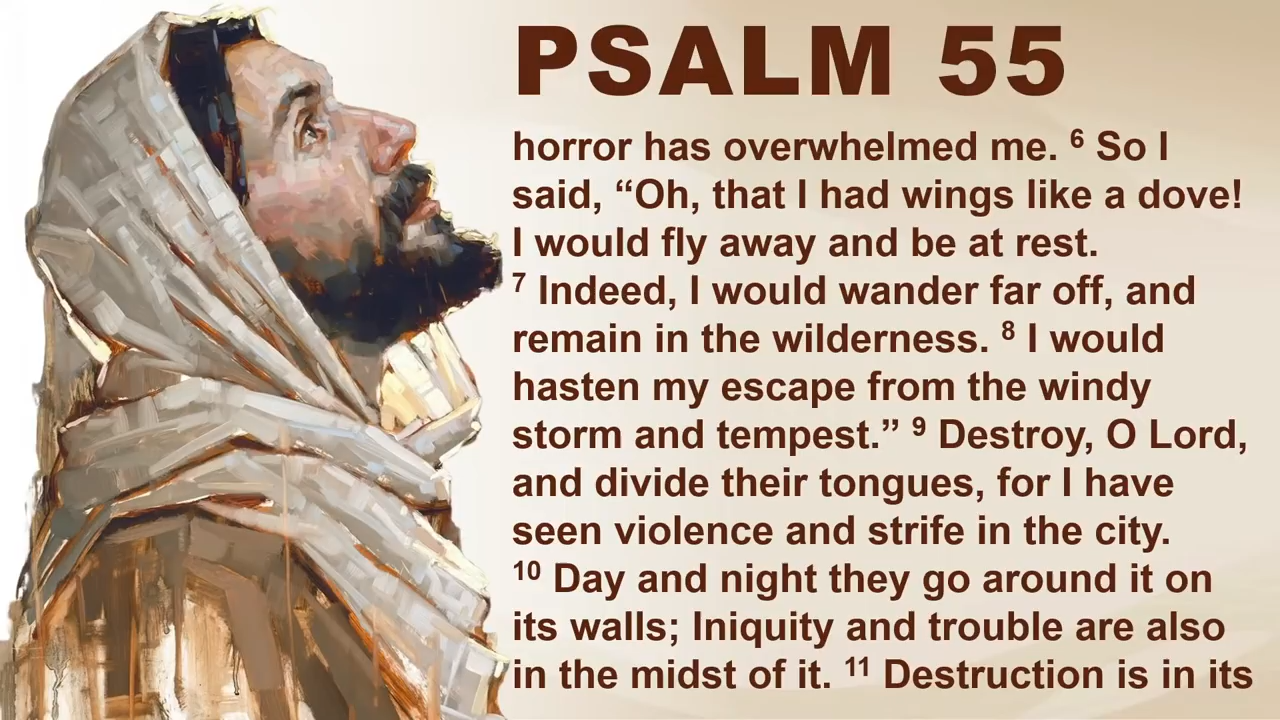 PSALM 55
horror has overwhelmed me. 6 So I
said, “Oh, that I had wings like a dove!
I would fly away and be at rest.
7 Indeed, I would wander far off, and
remain in the wilderness. 8 I would
hasten my escape from the windy
storm and tempest.” 9 Destroy, O Lord,
and divide their tongues, for I have
seen violence and strife in the city.
10 Day and night they go around it on
its walls; Iniquity and trouble are also
in the midst of it. 11 Destruction is in its